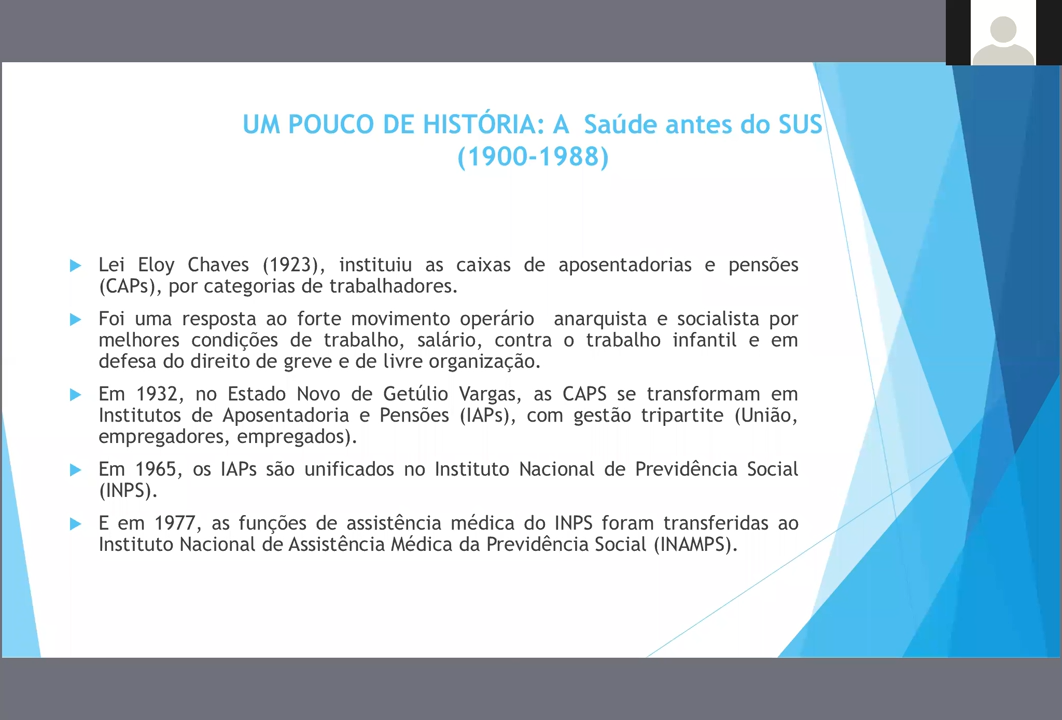 UM POUCO DE HISTÓRIA: A Saúde antes do SUS
(1900-1988)
Lei Eloy Chaves (1923), instituiu as caixas de aposentadorias e pensões
(CAPs), por categorias de trabalhadores.
Foi uma resposta ao forte movimento operário anarquista e socialista por
melhores condições de trabalho, salário, contra o trabalho infantil e em
defesa do direito de greve e de livre organização.
Em 1932, no Estado Novo de Getúlio Vargas, as CAPS se transformam em
Institutos de Aposentadoria e Pensões (IAPs), com gestão tripartite (União,
empregadores, empregados).
Em 1965, os IAPs são unificados no Instituto Nacional de Previdência Social
(INPS).
E em 1977, as funções de assistência médica do INPS foram transferidas ao
Instituto Nacional de Assistência Médica da Previdência Social (INAMPS).